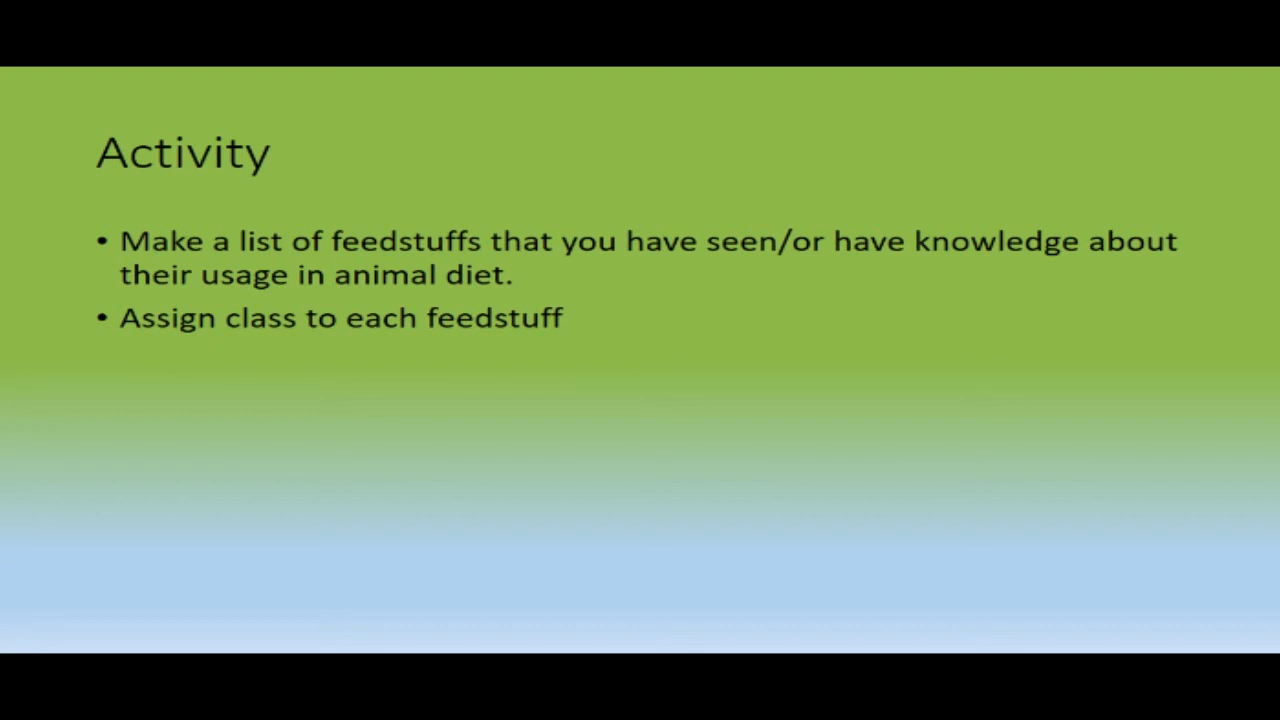 Activity
• Make a list of feedstuffs that you have seen/or have knowledge about
their usage in animal diet.
• Assign class to each feedstuff